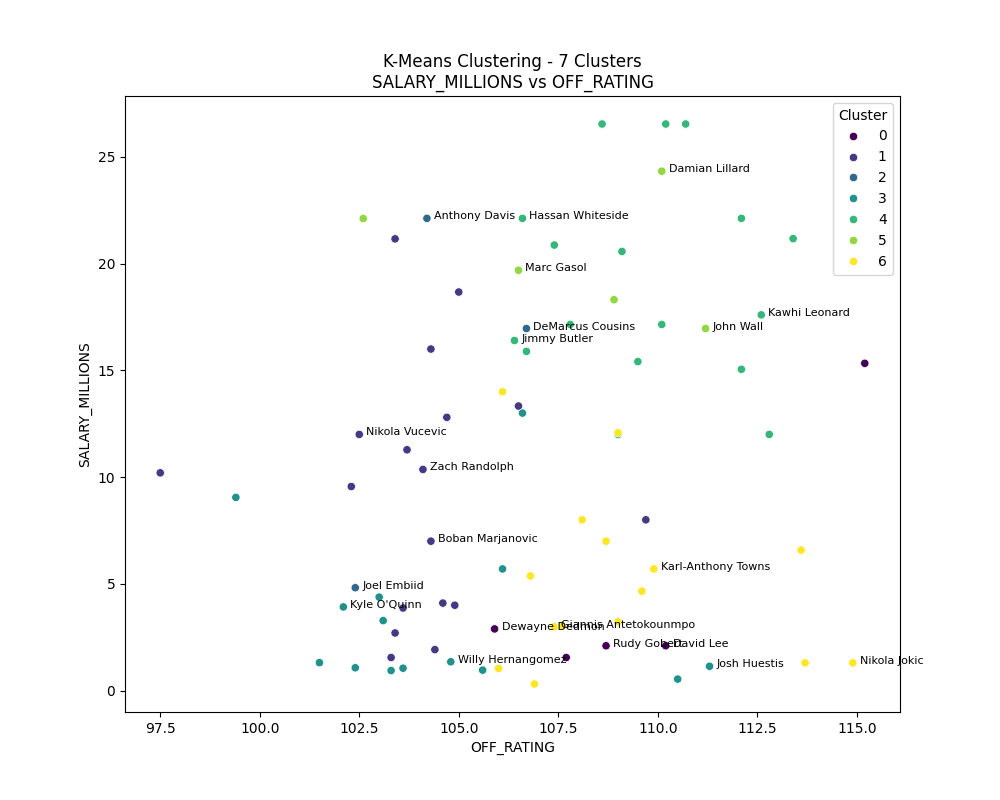 K-Means Clustering - 7 Clusters
SALARY_MILLIONS vs OFF_RATING
Cluster
0
1
2
3
4
5
6
Damian Lillard
Anthony Davis
Hassan Whiteside
Marc Gasol
Kawhi Leonard
DeMarcus Cousins
John Wall
Jimmy Butler
Nikola Vucevic
Zach Randolph
Boban Marjanovic
Karl-Anthony Towns
Joel Embiid
Kyle O'Quinn
Giannis Antetokounmpo
Dewayne Dedmon
Rudy Gobert
David Lee
Willy Hernangomez
Josh Huestis
Nikola Jokic
25
20
15
10
5
0
SALARY_MILLIONS
97.5
100.0
102.5
105.0
107.5
110.0
112.5
115.0
OFF_RATING